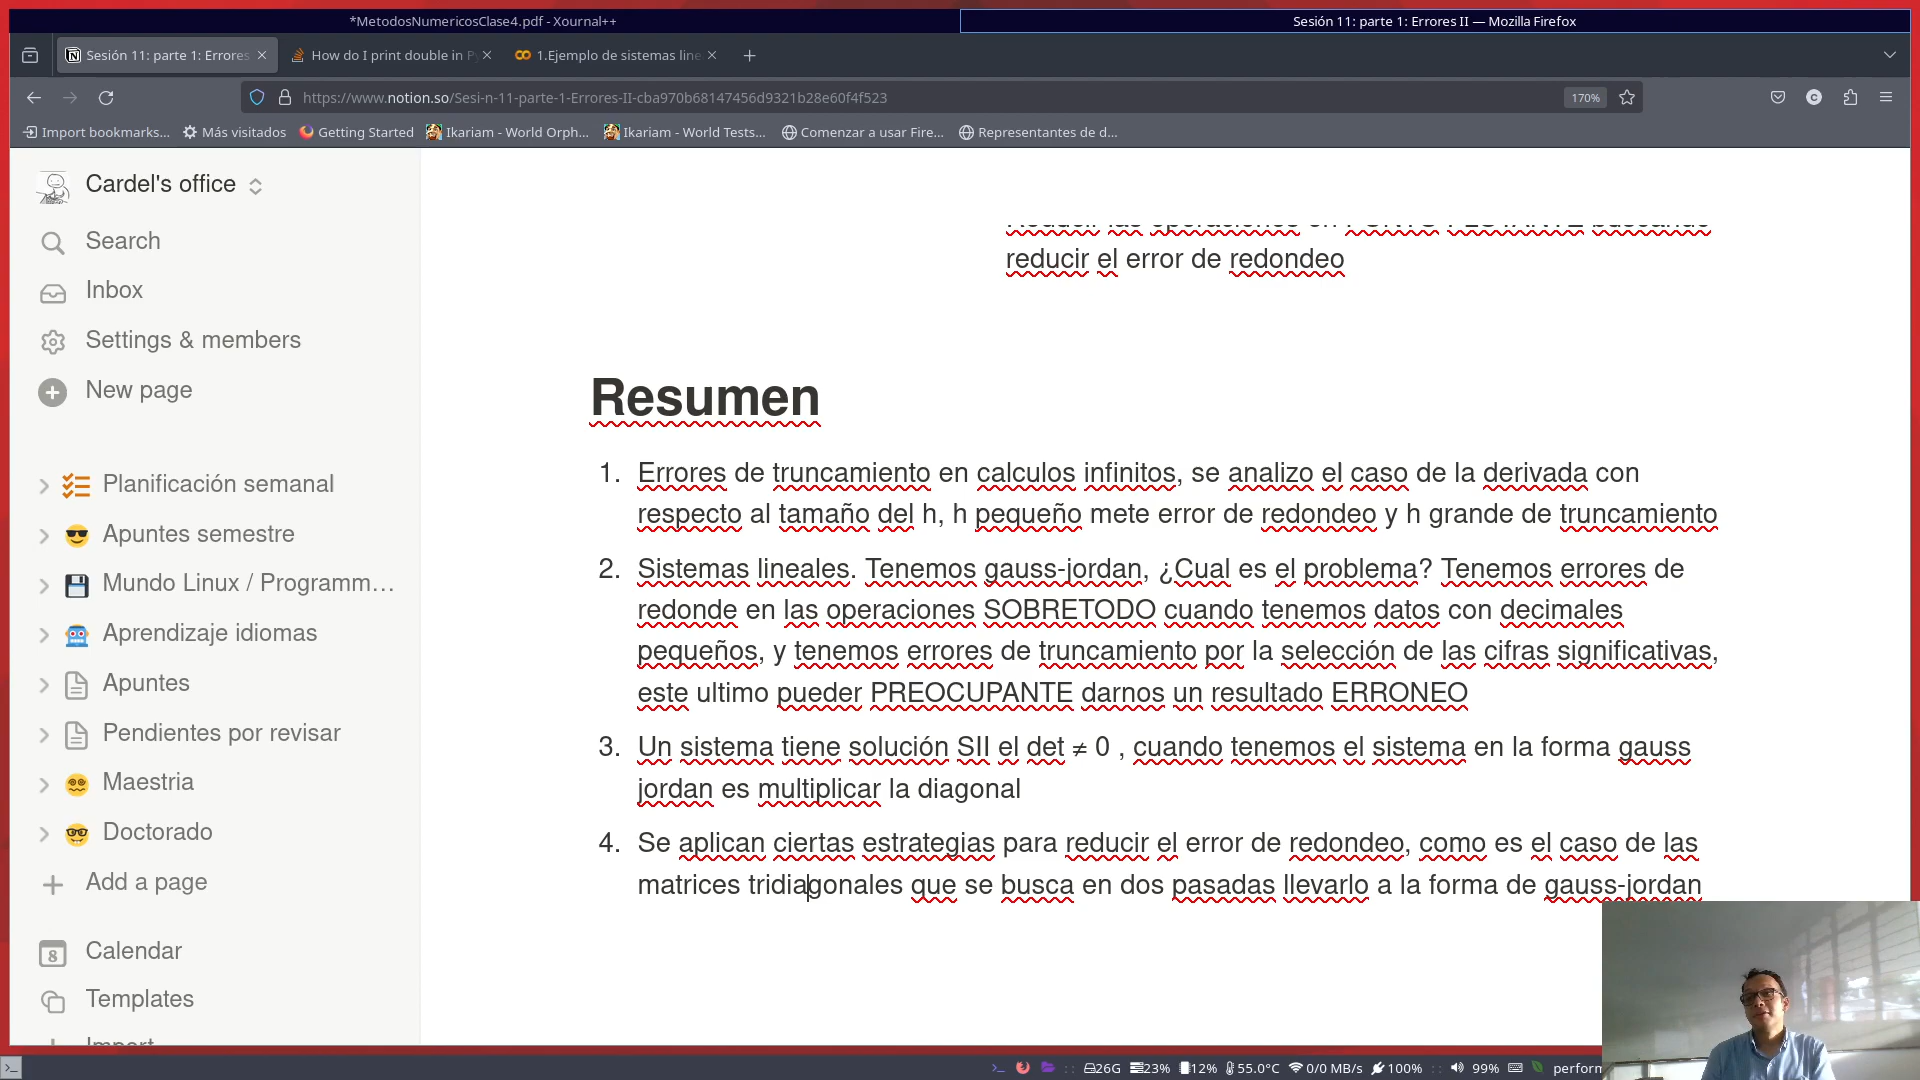 *MetodosNumericosClase4.pdf - Xournal++
Sesión 11: parte 1: Errores II — Mozilla Firefox
Sesión 11: parte 1: Errores
How do I print double in P
1.Ejemplo de sistemas line
https://www.notion.so/Sesi-n-11-parte-1-Errores-II-cba970b68147456d9321b28e60f4f523
170%
Import bookmarks...
Más visitados
Getting Started
Ikariam - World Orph...
Ikariam - World Tests...
Comenzar a usar Fire...
Representantes de d...
Cardel's office
Search
Inbox
Settings & members
New page
Planificación semanal
Apuntes semestre
Mundo Linux / Programm...
Aprendizaje idiomas
Apuntes
Pendientes por revisar
Maestria
Doctorado
Add a page
Calendar
Templates
Import
Reducir las operaciones en PUNTO FLOTANTE buscando
reducir el error de redondeo
Resumen
1. Errores de truncamiento en calculos infinitos, se analizo el caso de la derivada con
respecto al tamaño del h, h pequeño mete error de redondeo y h grande de truncamiento
2. Sistemas lineales. Tenemos gauss-jordan, ¿Cual es el problema? Tenemos errores de
redonde en las operaciones SOBRETODO cuando tenemos datos con decimales
pequeños, y tenemos errores de truncamiento por la selección de las cifras significativas,
este ultimo pueder PREOCUPANTE darnos un resultado ERRONEO
3. Un sistema tiene solución SII el det ≠ 0 , cuando tenemos el sistema en la forma gauss
jordan es multiplicar la diagonal
4. Se aplican ciertas estrategias para reducir el error de redondeo, como es el caso de las
matrices tridiagonales que se busca en dos pasadas llevarlo a la forma de gauss-jordan
26G 23% 12% 55.0°C 0/0 MB/s 100% 99% perform